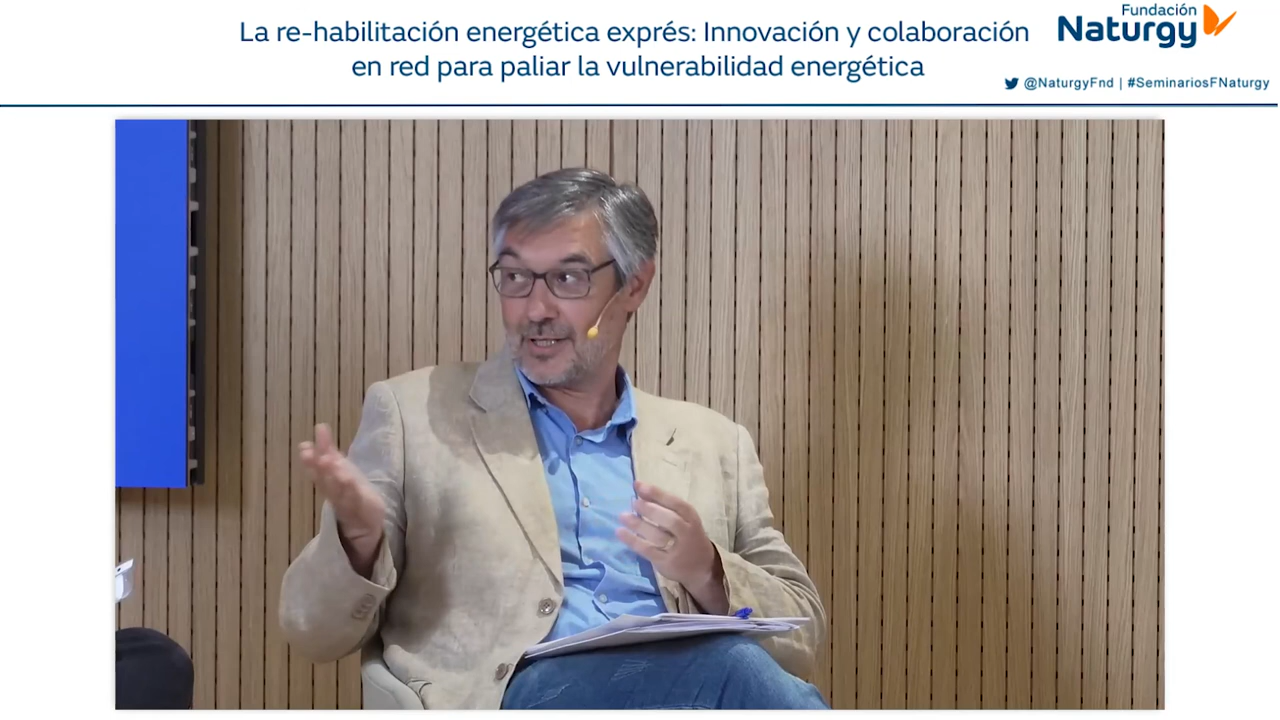 La re-habilitación energética exprés: Innovación y colaboración
en red para paliar la vulnerabilidad energética
Fundación
Naturgy
@NaturgyFnd | #SeminariosFNaturgy